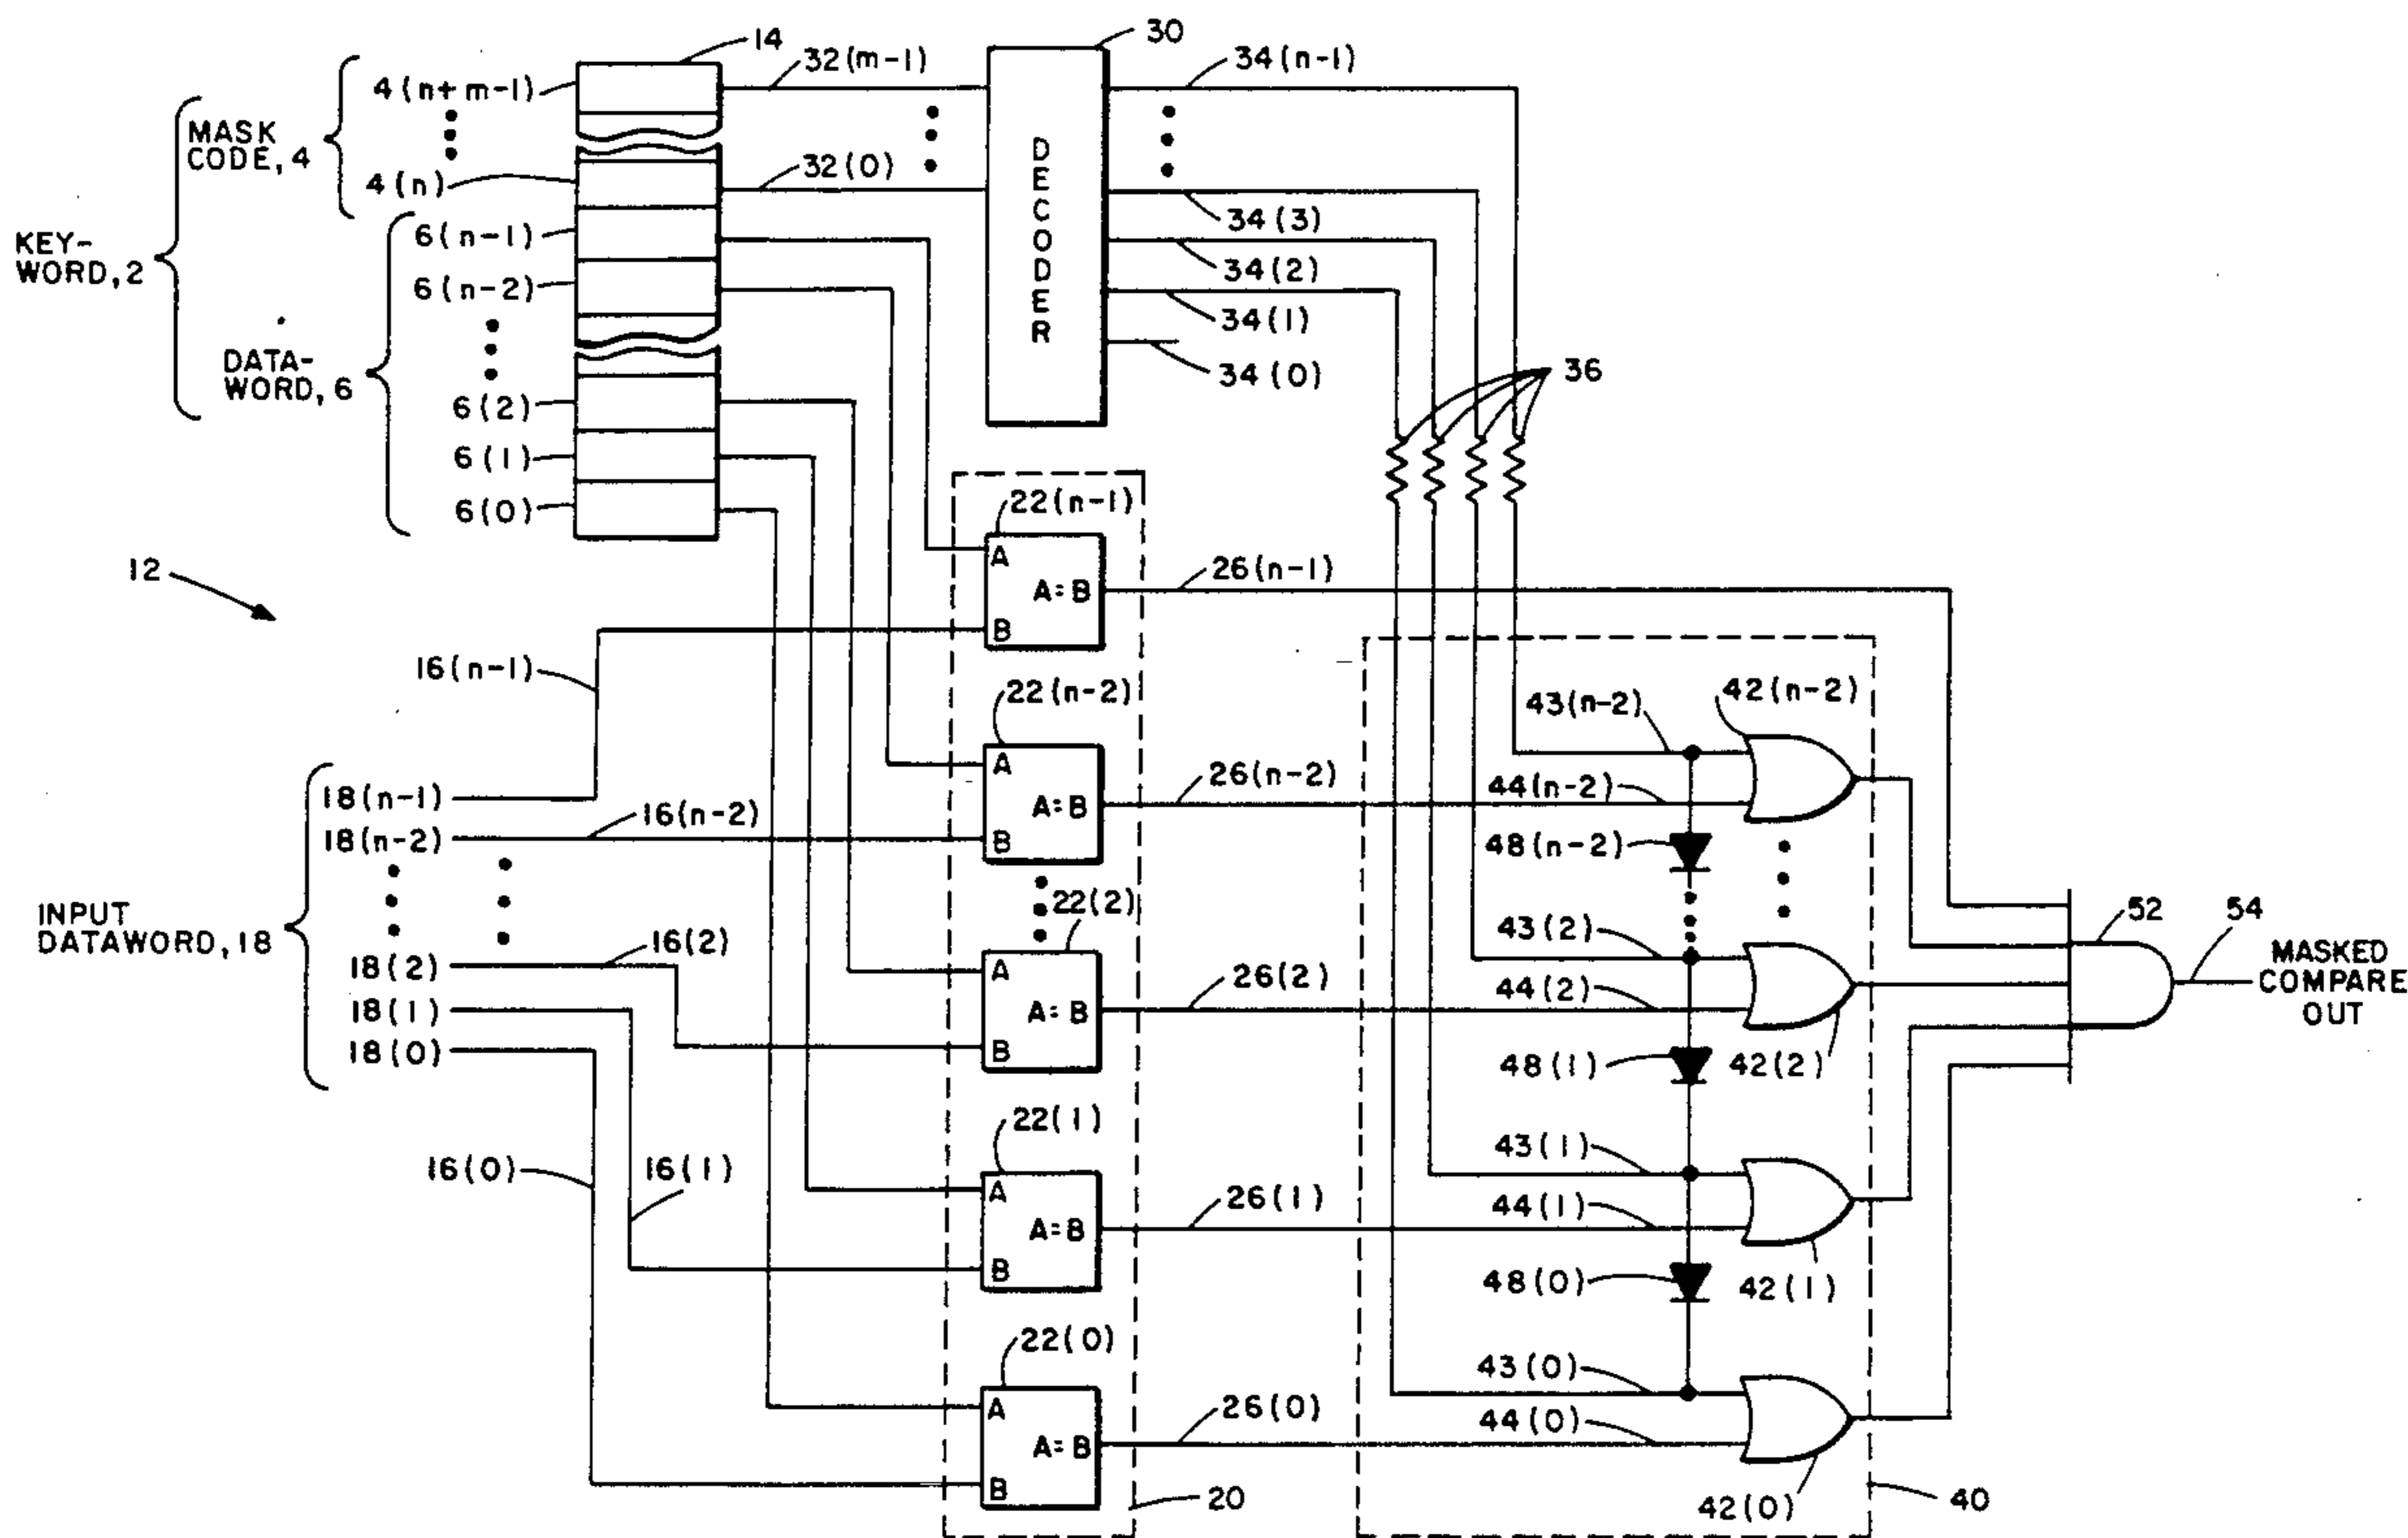 14
30
4(n+m-1)
32(m-1)
34(n-1)
MASK
CODE, 4
4(n)
32(0)
DECODER
34(3)
KEY-
WORD, 2
6(n-1)
34(2)
6(n-2)
34(1)
DATA-
WORD, 6
34(0)
36
6(2)
6(1)
6(0)
22(n-1)
A
A=B
B
26(n-1)
12
16(n-1)
22(n-2)
43(n-2)
42(n-2)
A
A=B
B
26(n-2)
44(n-2)
18(n-1)
18(n-2)
16(n-2)
48(n-2)
INPUT
DATAWORD, 18
22(2)
52
54
MASKED
COMPARE
OUT
18(2)
16(2)
A
A=B
B
26(2)
43(2)
44(2)
18(1)
18(0)
48(1)
42(2)
22(1)
16(0)
16(1)
A
A=B
B
26(1)
43(1)
44(1)
48(0)
42(1)
22(0)
A
A=B
B
26(0)
43(0)
44(0)
20
42(0)
40